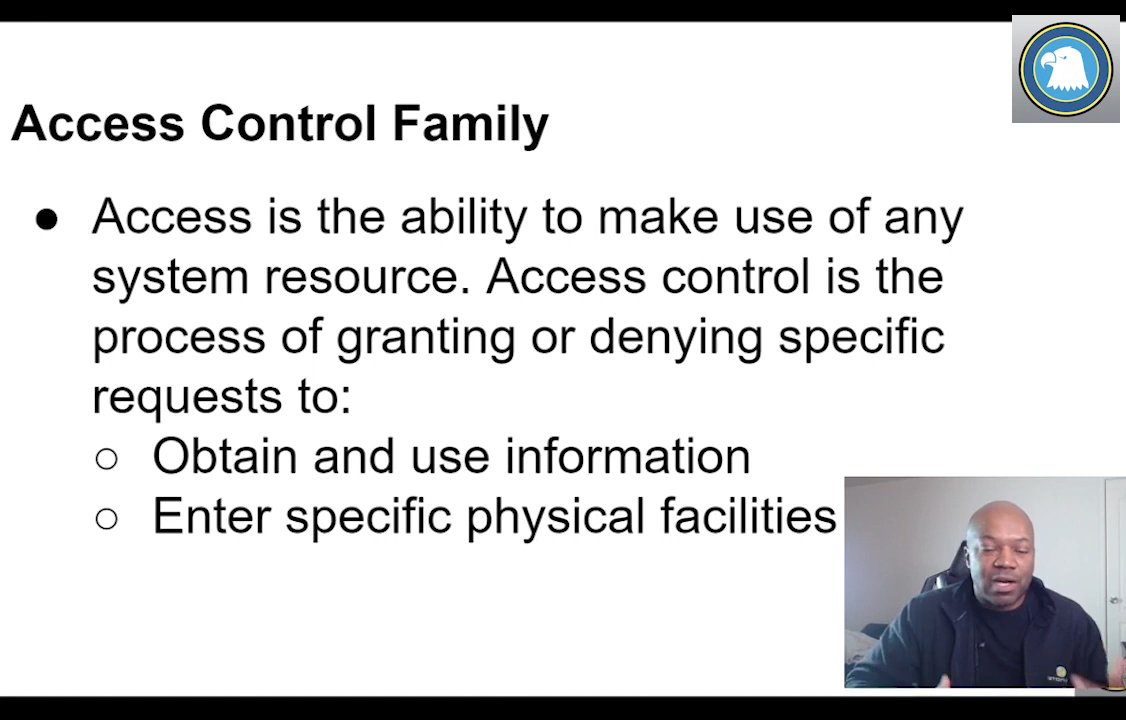 Access Control Family
● Access is the ability to make use of any
system resource. Access control is the
process of granting or denying specific
requests to:
○ Obtain and use information
○ Enter specific physical facilities